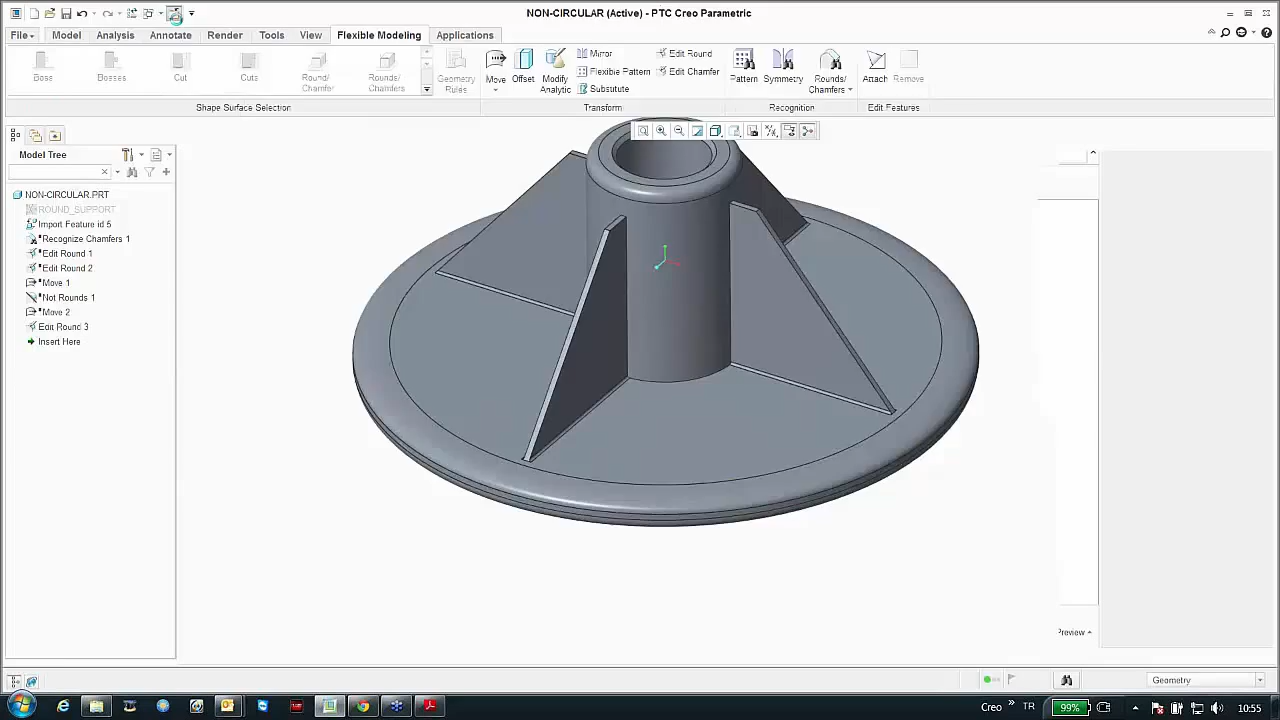 NON-CIRCULAR (Active) - PTC Creo Parametric
File
Model
Analysis
Annotate
Render
Tools
View
Flexible Modeling
Applications
Boss
Bosses
Cut
Cuts
Round/
Chamfer
Rounds/
Chamfers
Geometry
Rules
Move
Offset
Modify
Analytic
Mirror
Flexible Pattern
Substitute
Edit Round
Edit Chamfer
Pattern
Symmetry
Rounds/
Chamfers
Attach
Remove
Shape Surface Selection
Transform
Recognition
Edit Features
Model Tree
NON-CIRCULAR.PRT
ROUND_SUPPORT
Import Feature id 5
Recognize Chamfers 1
Edit Round 1
Edit Round 2
Move 1
Not Rounds 1
Move 2
Edit Round 3
Insert Here
Preview
Geometry
Creo
TR
99%
10:55